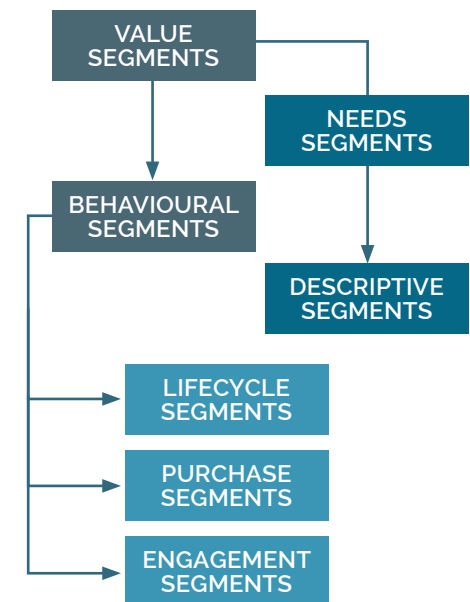 VALUE
SEGMENTS
NEEDS
SEGMENTS
BEHAVIOURAL
SEGMENTS
DESCRIPTIVE
SEGMENTS
LIFECYCLE
SEGMENTS
PURCHASE
SEGMENTS
ENGAGEMENT
SEGMENTS